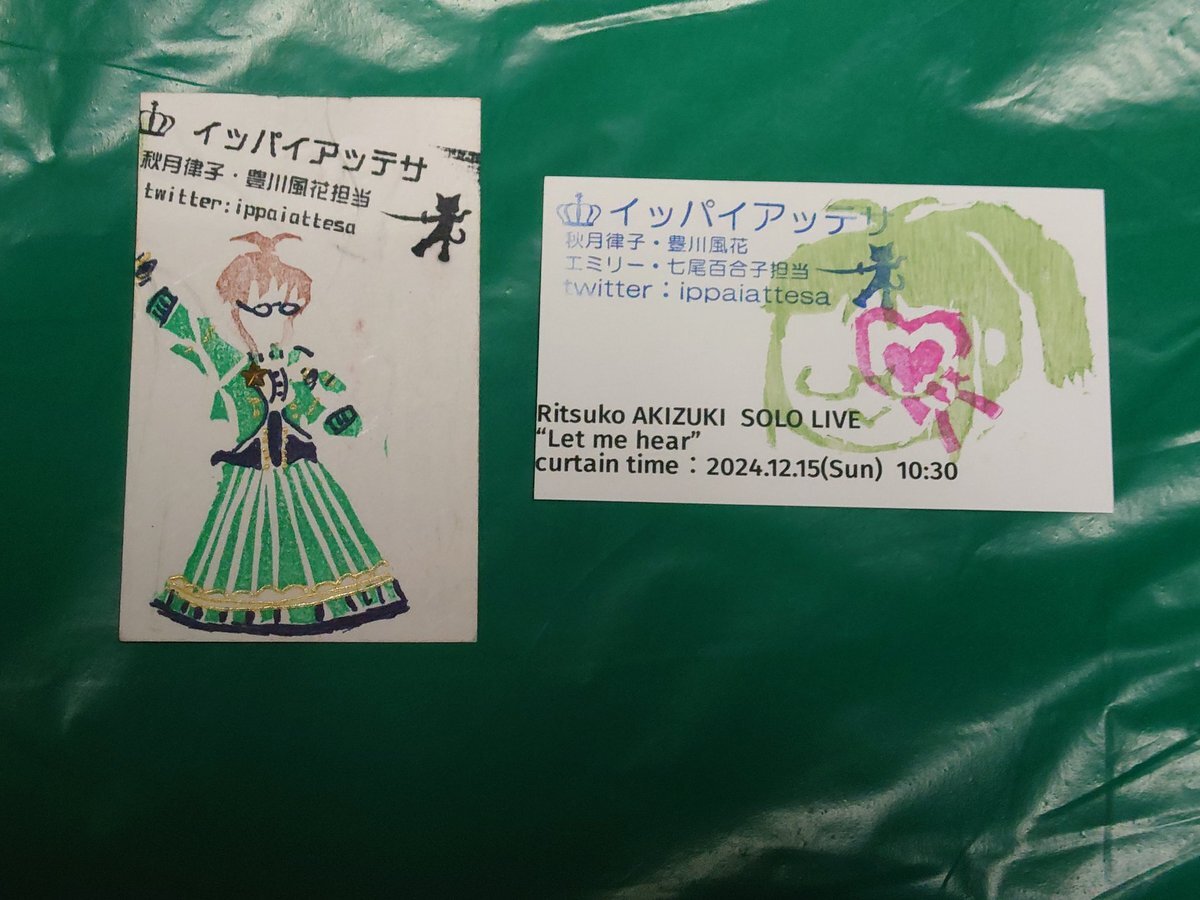 イッパイアッテサ
秋月律子・豊川風花担当
twitter:ippaiattesa
イッパイアッテサ
秋月律子・豊川風花
エミリー・七尾百合子担当
twitter：ippaiattesa
Ritsuko AKIZUKI SOLO LIVE
“Let me hear”
curtain time：2024.12.15(Sun) 10:30